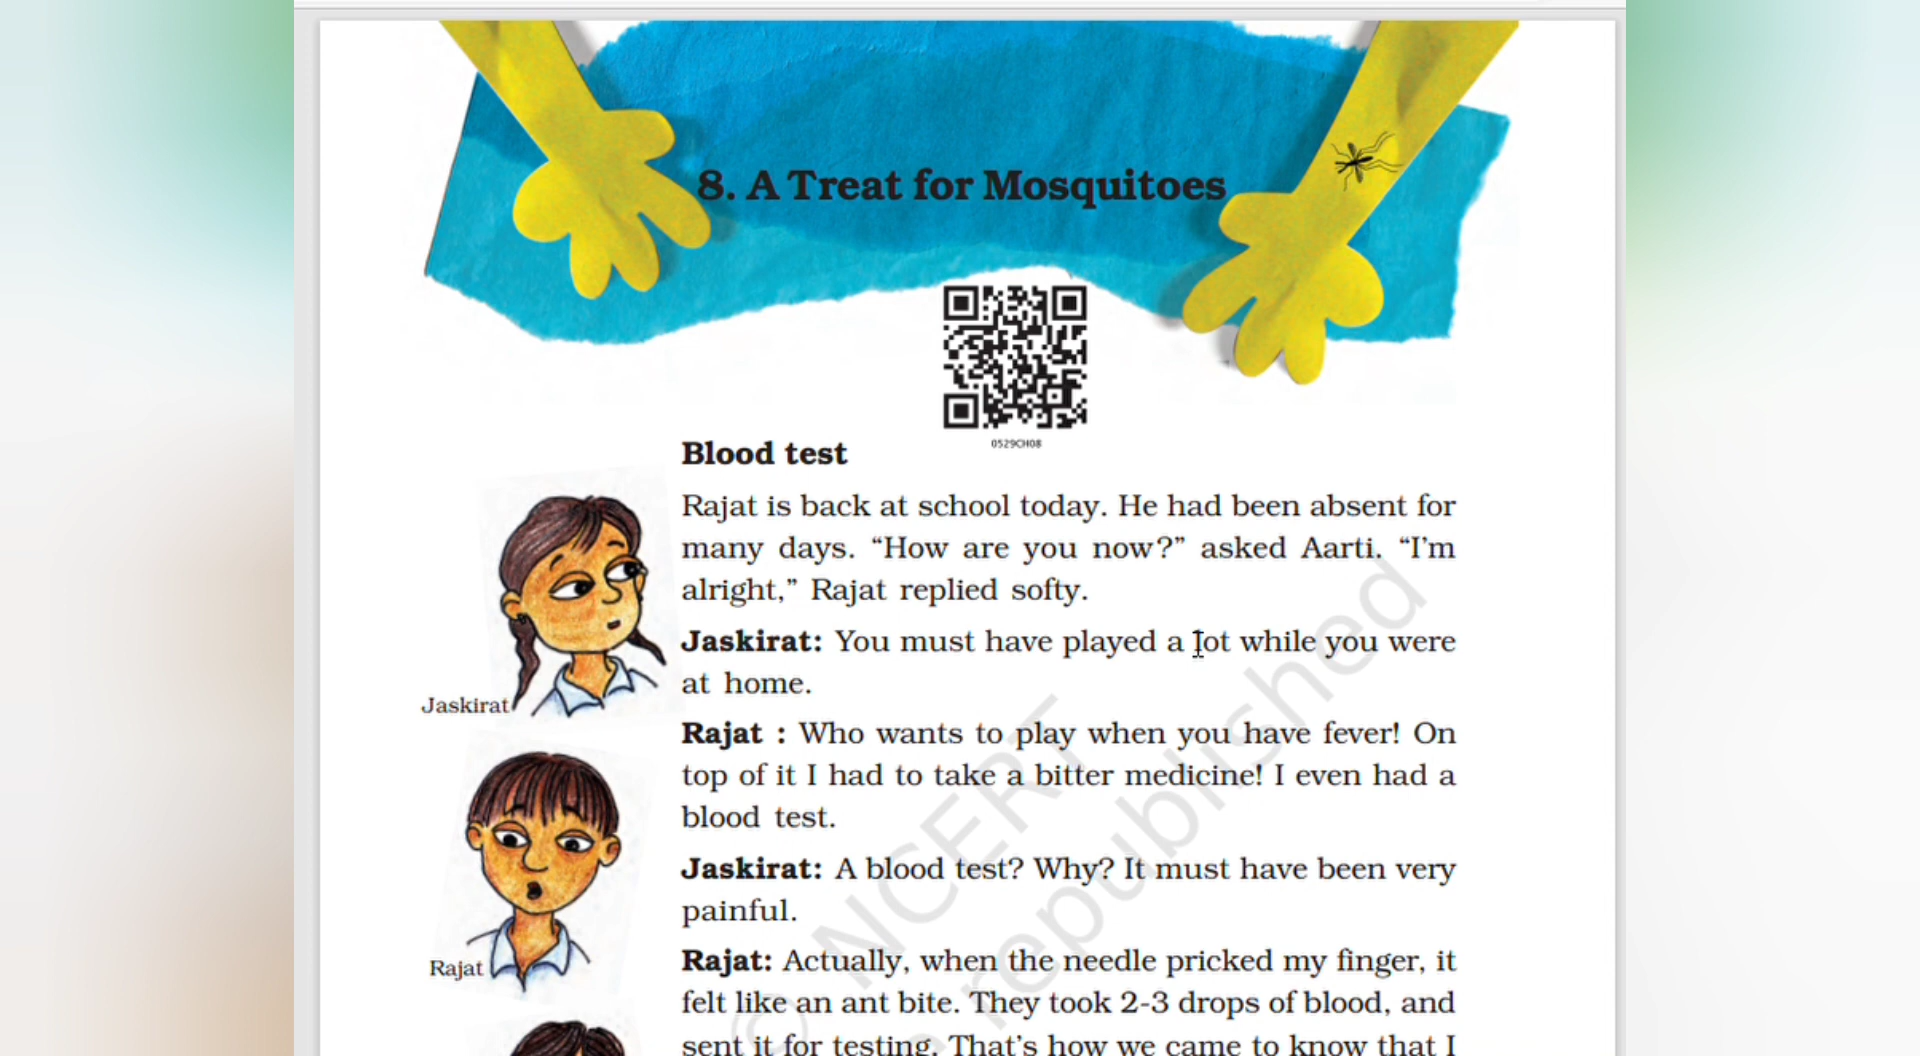 8. A Treat for Mosquitoes
0529CH08
Blood test
Rajat is back at school today. He had been absent for
many days. “How are you now?” asked Aarti. “I’m
alright,” Rajat replied softy.
Jaskirat: You must have played a lot while you were
at home.
Jaskirat
Rajat : Who wants to play when you have fever! On
top of it I had to take a bitter medicine! I even had a
blood test.
Jaskirat: A blood test? Why? It must have been very
painful.
Rajat
Rajat: Actually, when the needle pricked my finger, it
felt like an ant bite. They took 2-3 drops of blood, and
sent it for testing. That’s how we came to know that I
© NCERT
republished